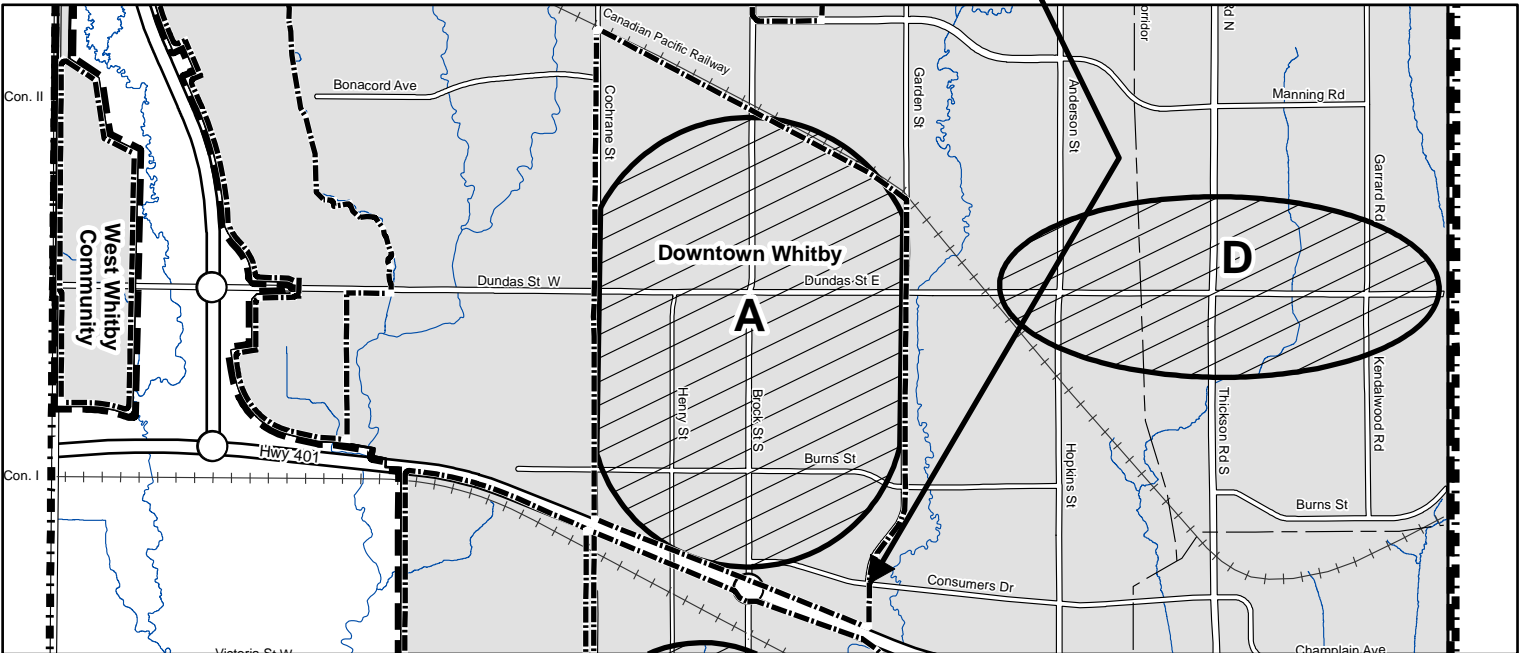 orridor
Rd N
Canadian Pacific Railway
Con. II
Bonacord Ave
Cochrane St
Garden St
Anderson St
Manning Rd
Garrard Rd
West Whitby
Community
Downtown Whitby
D
Dundas St W
Dundas St E
A
Henry St
Brock St S
Kendalwood Rd
Thickson Rd S
Hopkins St
Hwy 401
Burns St
Con. I
Burns St
Consumers Dr
Victoria St W
Champlain Ave